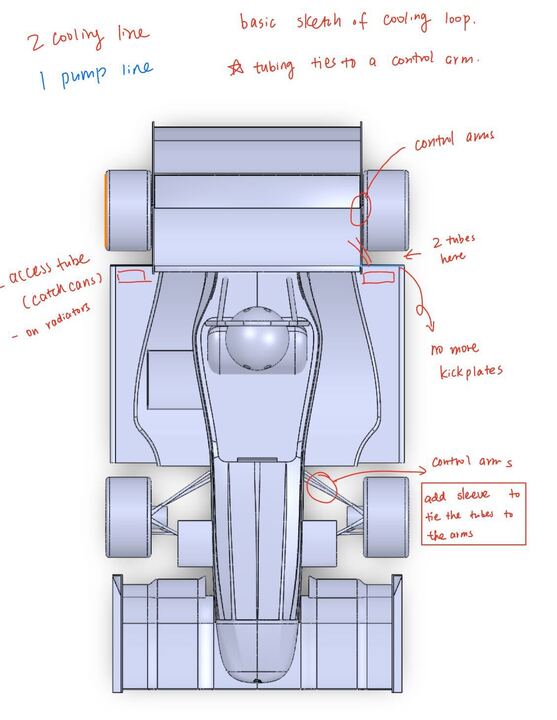 2 cooling line
1 pump line
basic sketch of cooling loop.
☆ tubing ties to a control arm.
control arms
2 tubes
here
- access tube
(catch cans)
- on radiators
no more
kickplates
control arms
add sleeve to
tie the tubes to
the arms